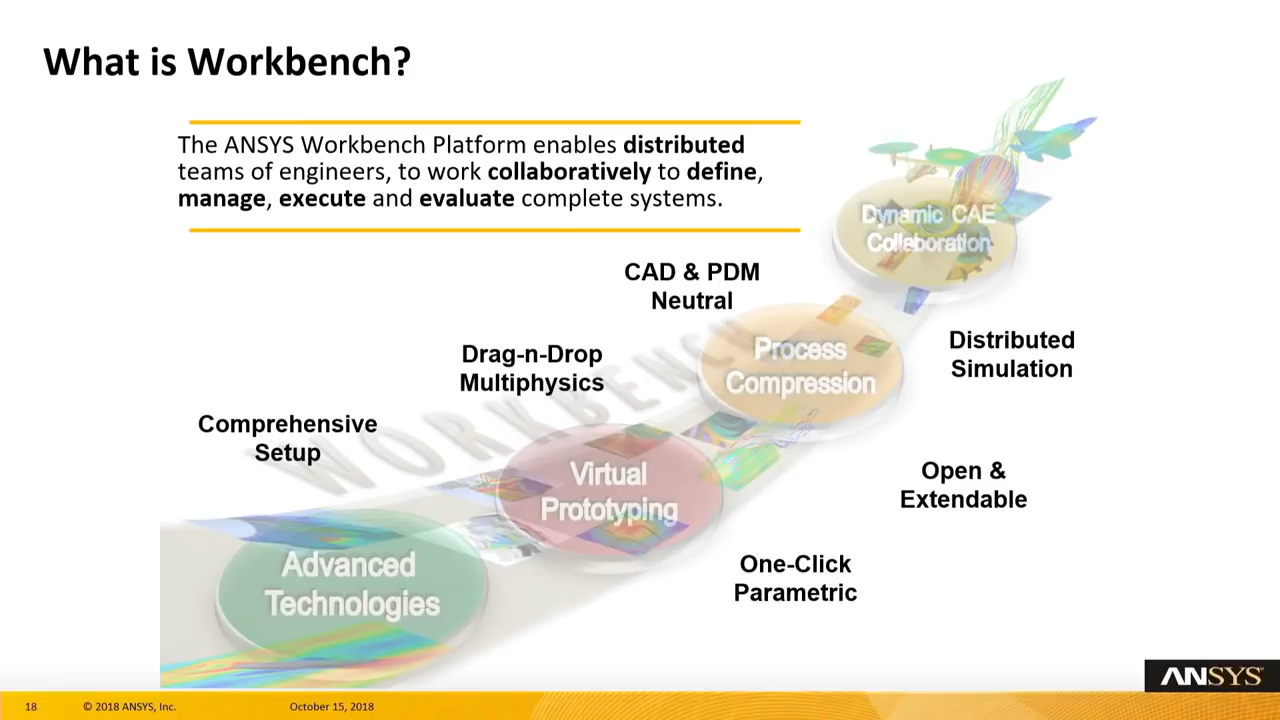 What is Workbench?
The ANSYS Workbench Platform enables distributed
teams of engineers, to work collaboratively to define,
manage, execute and evaluate complete systems.
Dynamic CAE
Collaboration
CAD & PDM
Neutral
Process
Compression
Distributed
Simulation
Drag-n-Drop
Multiphysics
WORKBENCH
Comprehensive
Setup
Virtual
Prototyping
Open &
Extendable
Advanced
Technologies
One-Click
Parametric
ANSYS
18 © 2018 ANSYS, Inc. October 15, 2018